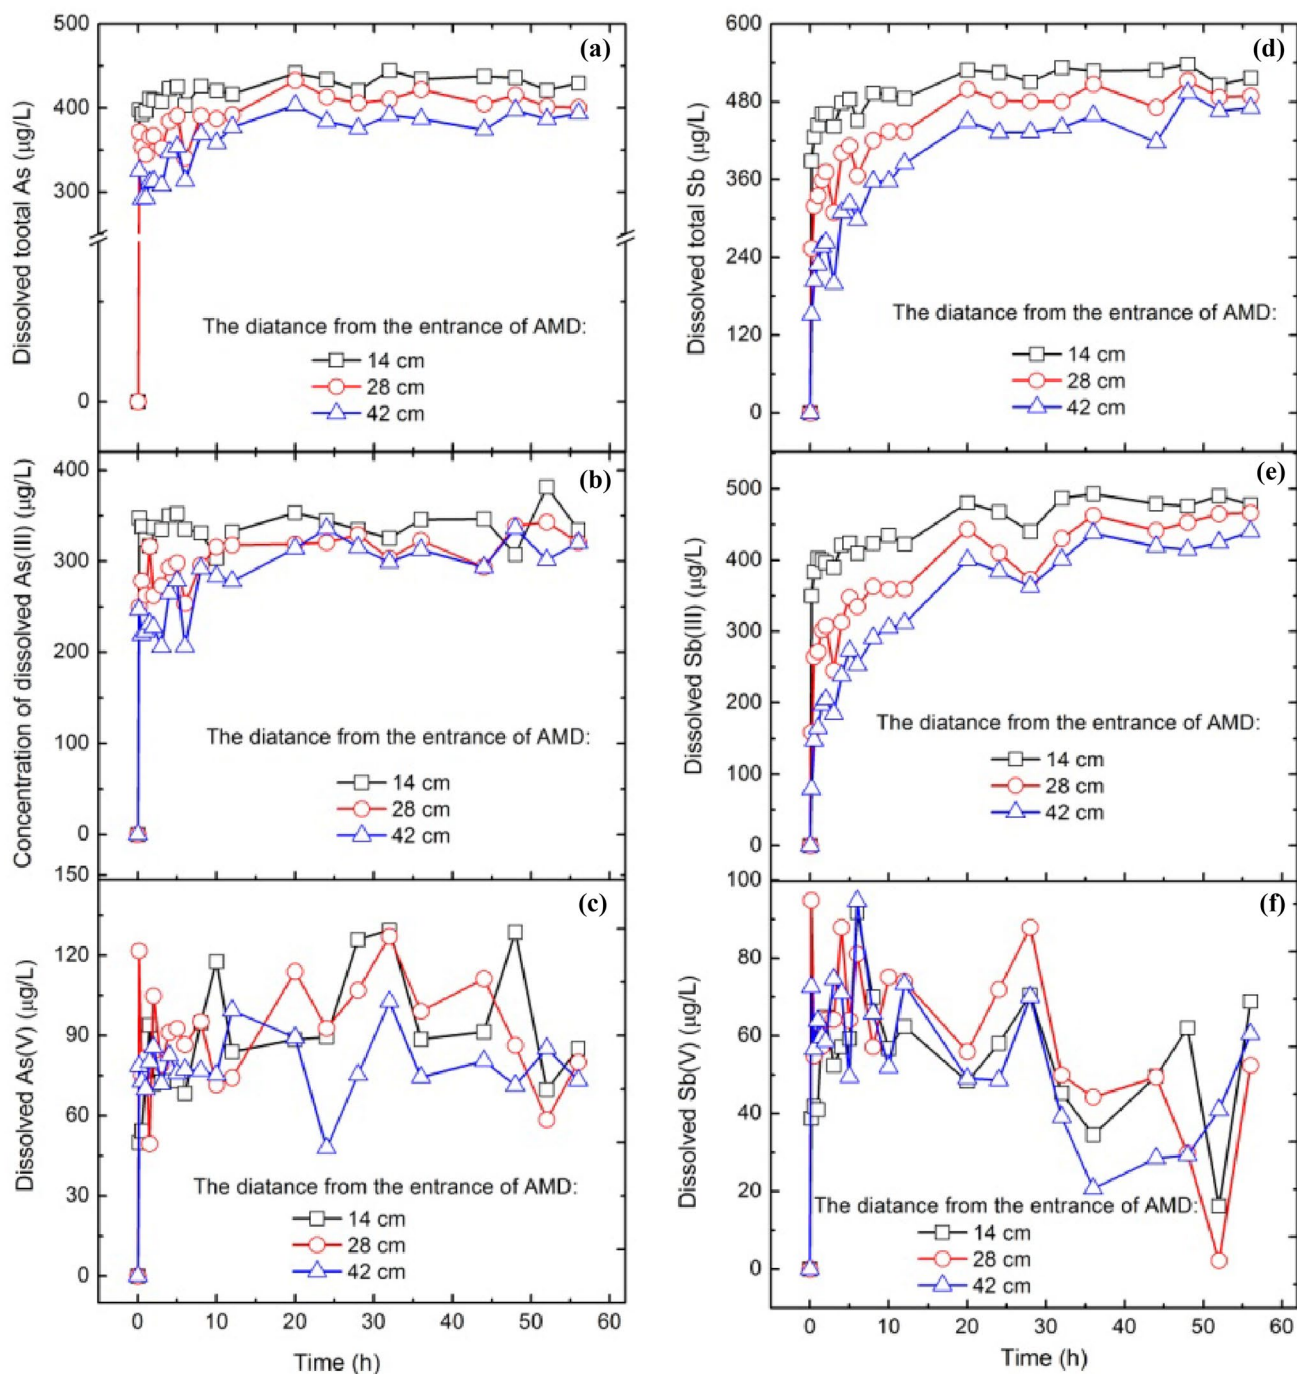 500
400
300
0
Dissolved tootal As (µg/L)
(a)
The diatance from the entrance of AMD:
14 cm
28 cm
42 cm
400
300
200
100
0
Concentration of dissolved As(III) (µg/L)
(b)
The diatance from the entrance of AMD:
14 cm
28 cm
42 cm
150
120
90
60
30
0
Dissolved As(V) (µg/L)
(c)
The diatance from the entrance of AMD:
14 cm
28 cm
42 cm
0 10 20 30 40 50 60
Time (h)
600
480
360
240
120
0
Dissolved total Sb (µg/L)
(d)
The diatance from the entrance of AMD:
14 cm
28 cm
42 cm
500
400
300
200
100
0
Dissolved Sb(III) (µg/L)
(e)
The diatance from the entrance of AMD:
14 cm
28 cm
42 cm
100
80
60
40
20
0
Dissolved Sb(V) (µg/L)
(f)
The diatance from the entrance of AMD:
14 cm
28 cm
42 cm
0 10 20 30 40 50 60
Time (h)